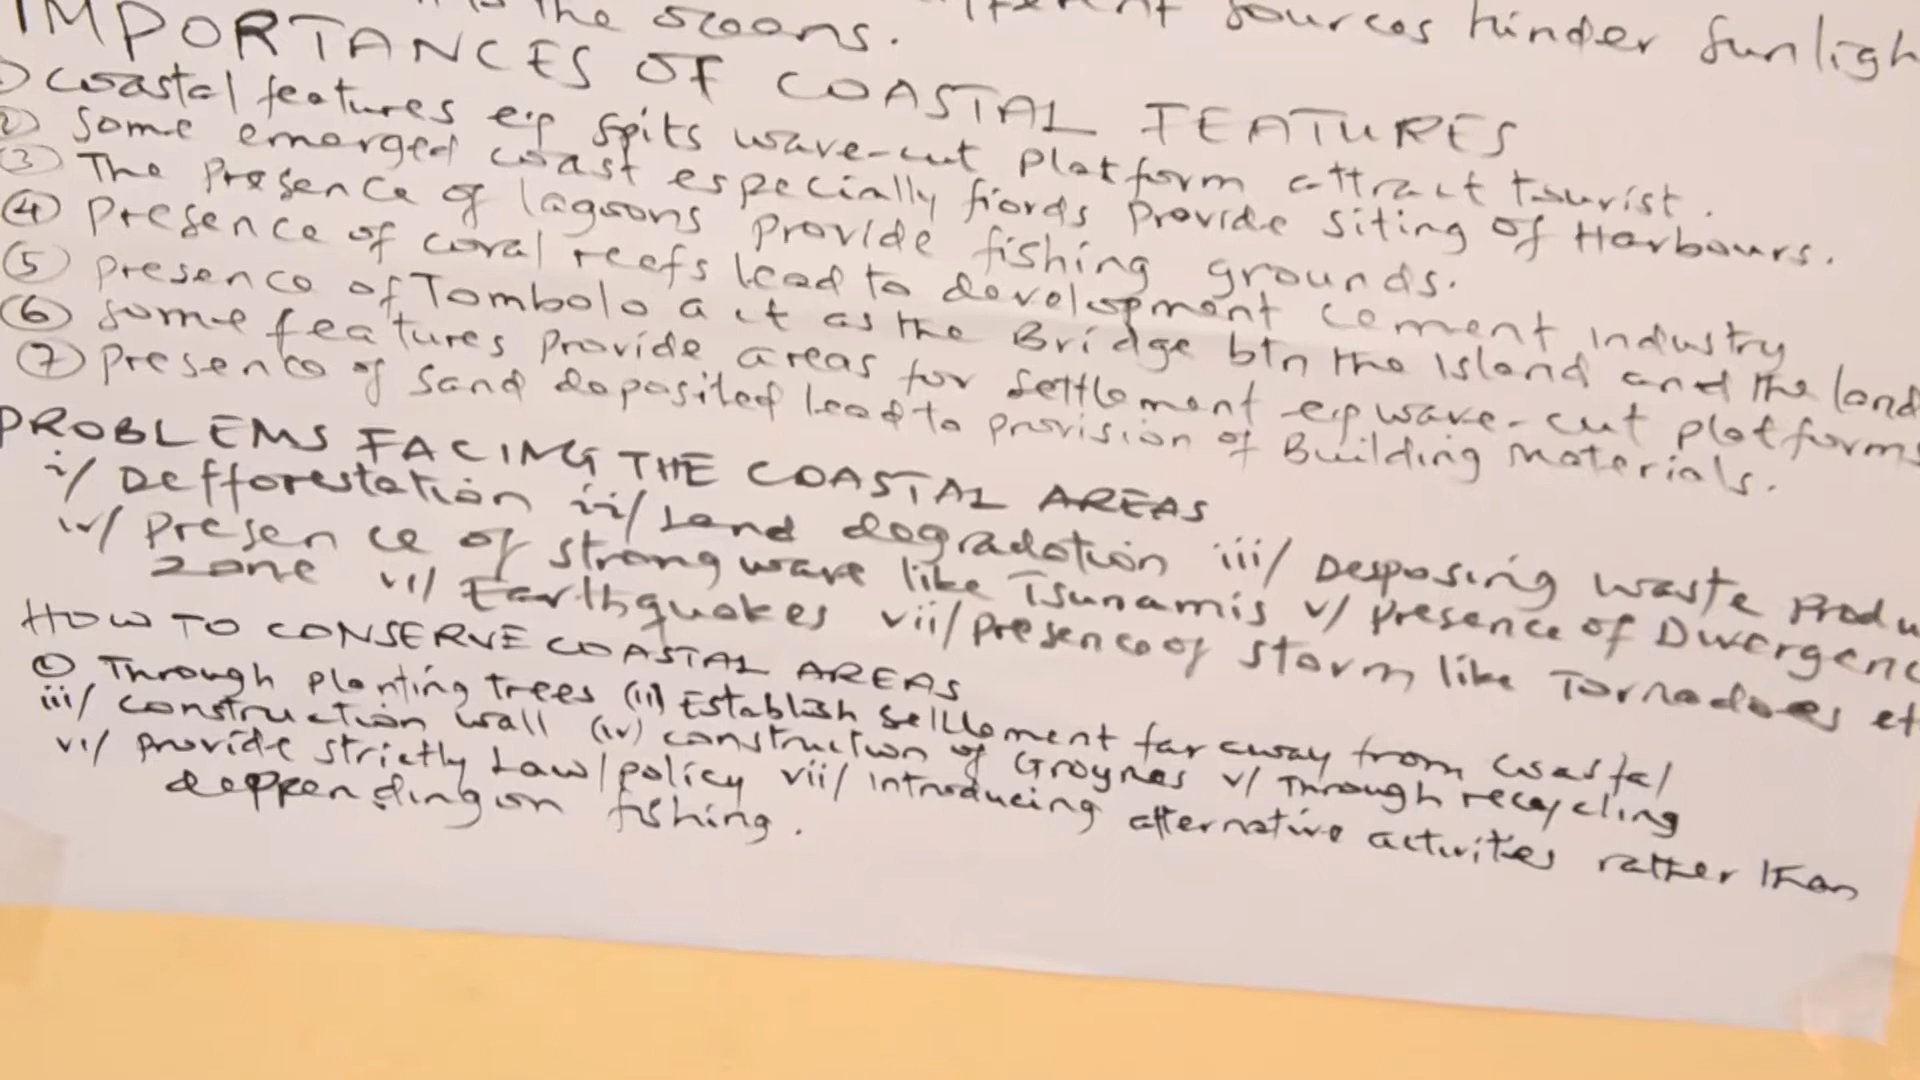 the ocoons. different sources hinder sunligh
IMPORTANCES OF COASTAL FEATURES
1) Coastal features e.g spits wave-cut platform attract tourist.
2) Some emerged coast especially fiords provide siting of Harbours.
3) The presence of lagoons provide fishing grounds.
4) Presence of coral reefs lead to development cement industry
5) Presence of Tombolo act as the Bridge btn the Island and the land
6) Some features provide areas for settlement e.g wave-cut platforms
7) Presence of sand deposited lead to provision of Building Materials.
PROBLEMS FACING THE COASTAL AREAS
i/ Defforestation ii/ Land degradation iii/ Desposing waste produ
iv/ presence of strong wave like Tsunamis v/ presence of Divergenc
zone vi/ Earthquakes vii/ presence of storm like Tornadoes et
HOW TO CONSERVE COASTAL AREAS
i) Through planting trees (ii) Establish settlement far away from coastal
iii/ construction wall (iv) construction of Groynes v/ Through recycling
vi/ provide strictly Law/policy vii/ introducing alternative activities rather than
deppending on fishing.